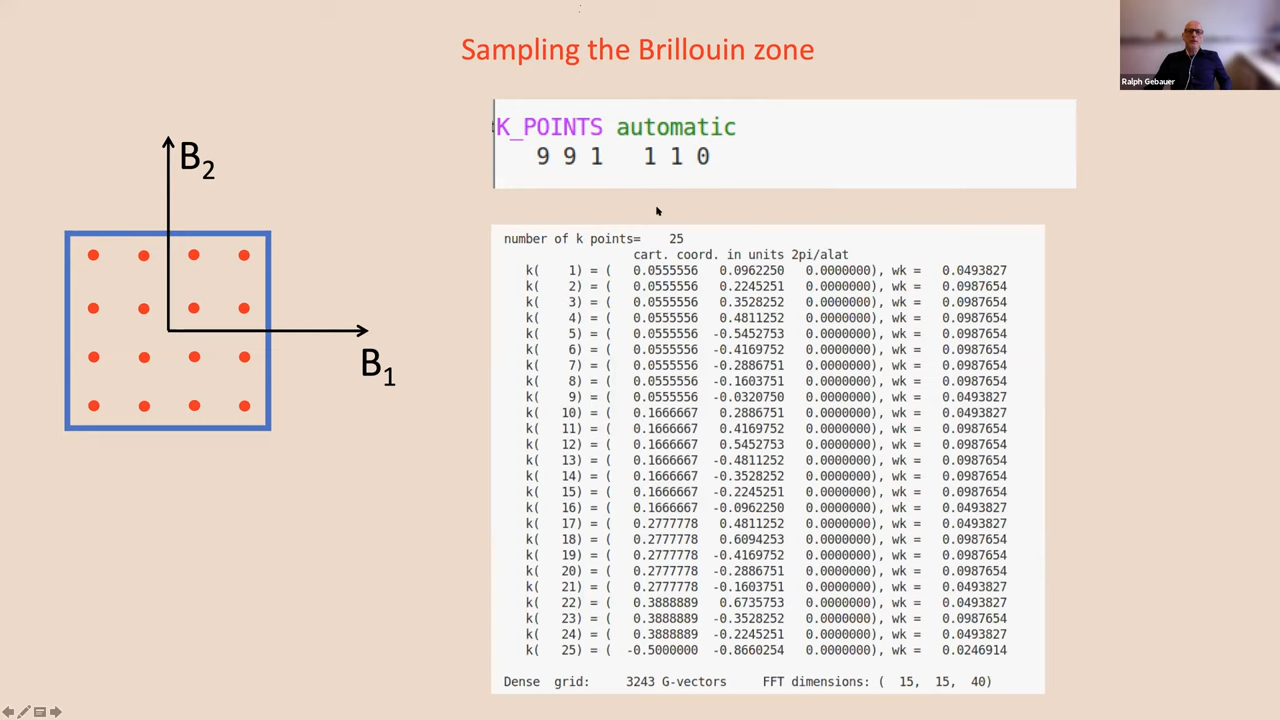 Sampling the Brillouin zone
Ralph Gebauer
K_POINTS automatic
9 9 1 1 1 0
B2
B1
number of k points= 25
cart. coord. in units 2pi/alat
k( 1) = ( 0.0555556 0.0962250 0.0000000), wk = 0.0493827
k( 2) = ( 0.0555556 0.2245251 0.0000000), wk = 0.0987654
k( 3) = ( 0.0555556 0.3528252 0.0000000), wk = 0.0987654
k( 4) = ( 0.0555556 0.4811252 0.0000000), wk = 0.0987654
k( 5) = ( 0.0555556 -0.5452753 0.0000000), wk = 0.0987654
k( 6) = ( 0.0555556 -0.4169752 0.0000000), wk = 0.0987654
k( 7) = ( 0.0555556 -0.2886751 0.0000000), wk = 0.0987654
k( 8) = ( 0.0555556 -0.1603751 0.0000000), wk = 0.0987654
k( 9) = ( 0.0555556 -0.0320750 0.0000000), wk = 0.0493827
k( 10) = ( 0.1666667 0.2886751 0.0000000), wk = 0.0493827
k( 11) = ( 0.1666667 0.4169752 0.0000000), wk = 0.0987654
k( 12) = ( 0.1666667 0.5452753 0.0000000), wk = 0.0987654
k( 13) = ( 0.1666667 -0.4811252 0.0000000), wk = 0.0987654
k( 14) = ( 0.1666667 -0.3528252 0.0000000), wk = 0.0987654
k( 15) = ( 0.1666667 -0.2245251 0.0000000), wk = 0.0987654
k( 16) = ( 0.1666667 -0.0962250 0.0000000), wk = 0.0493827
k( 17) = ( 0.2777778 0.4811252 0.0000000), wk = 0.0493827
k( 18) = ( 0.2777778 0.6094253 0.0000000), wk = 0.0987654
k( 19) = ( 0.2777778 -0.4169752 0.0000000), wk = 0.0987654
k( 20) = ( 0.2777778 -0.2886751 0.0000000), wk = 0.0987654
k( 21) = ( 0.2777778 -0.1603751 0.0000000), wk = 0.0493827
k( 22) = ( 0.3888889 0.6735753 0.0000000), wk = 0.0493827
k( 23) = ( 0.3888889 -0.3528252 0.0000000), wk = 0.0987654
k( 24) = ( 0.3888889 -0.2245251 0.0000000), wk = 0.0493827
k( 25) = ( -0.5000000 -0.8660254 0.0000000), wk = 0.0246914
Dense grid: 3243 G-vectors FFT dimensions: ( 15, 15, 40)